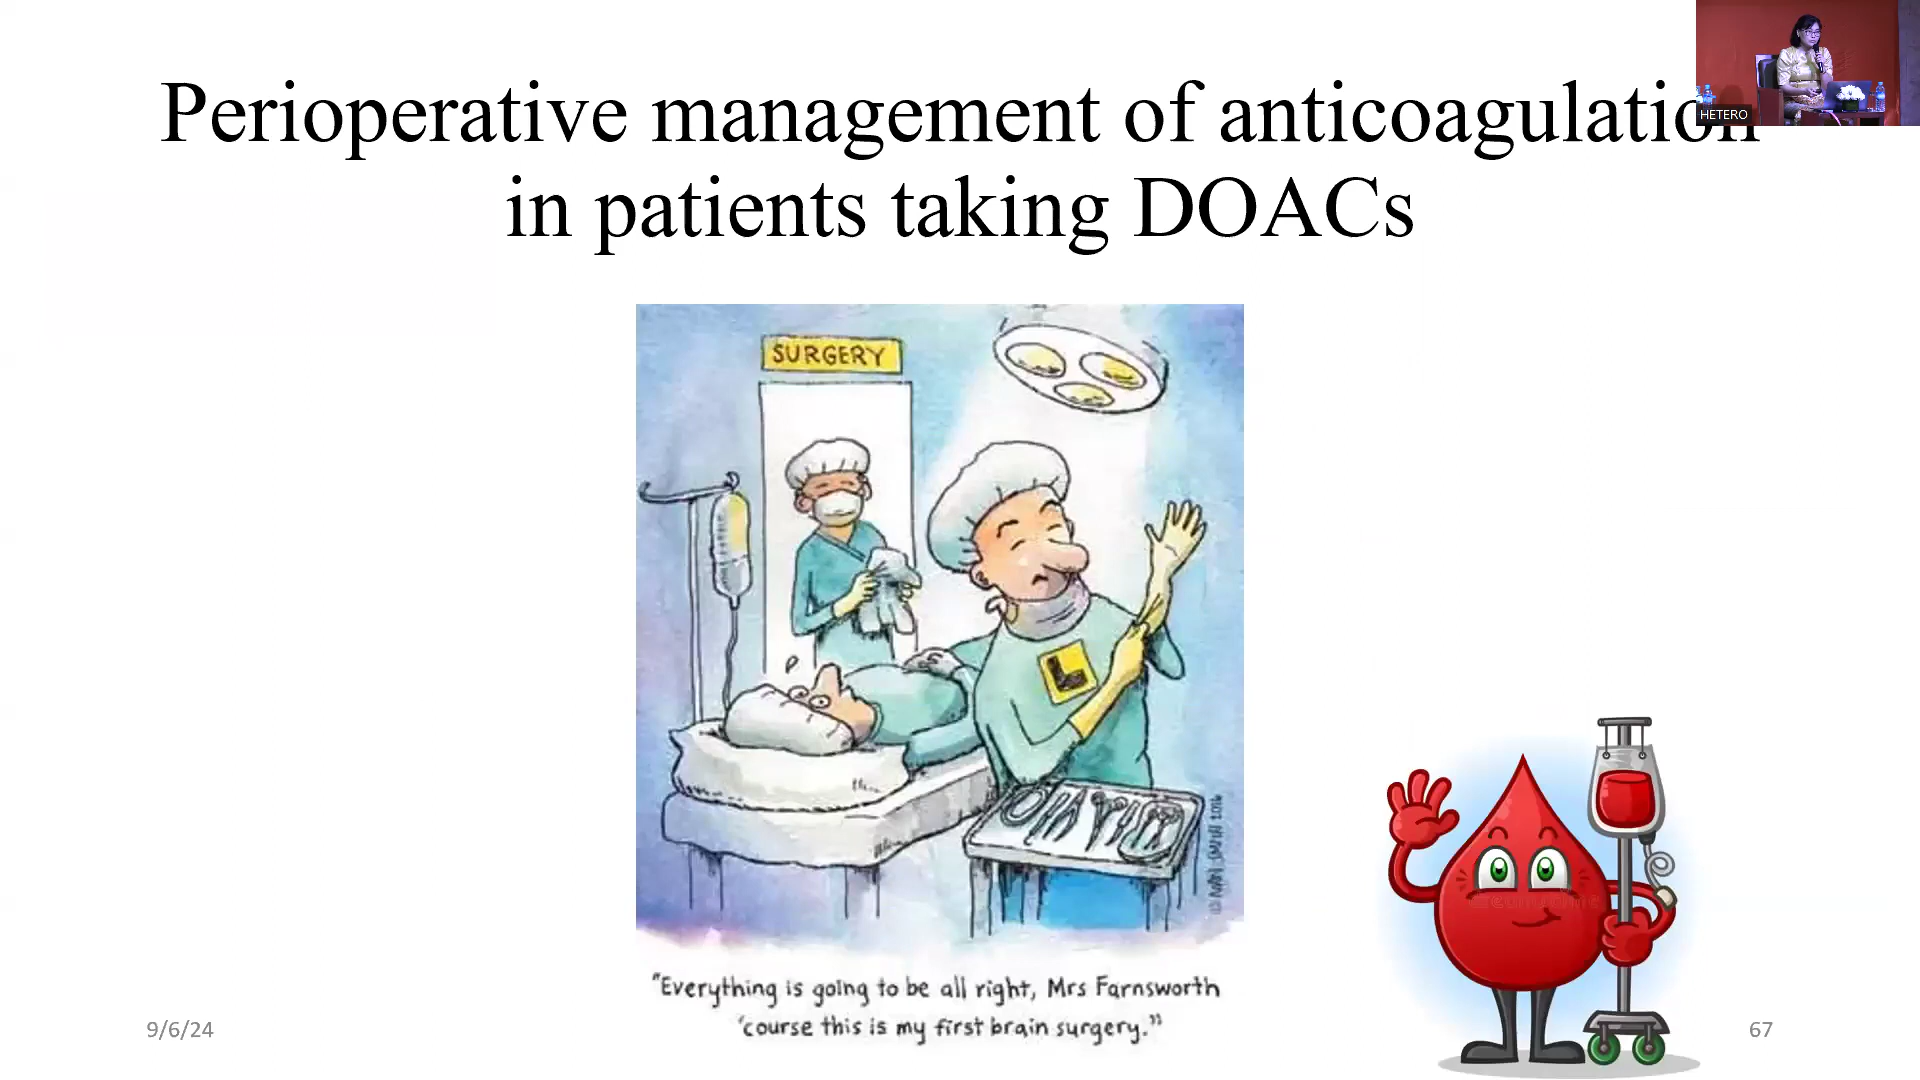 Perioperative management of anticoagulation
in patients taking DOACs
HETERO
SURGERY
L
"Everything is going to be all right, Mrs Farnsworth
'course this is my first brain surgery."
9/6/24
67